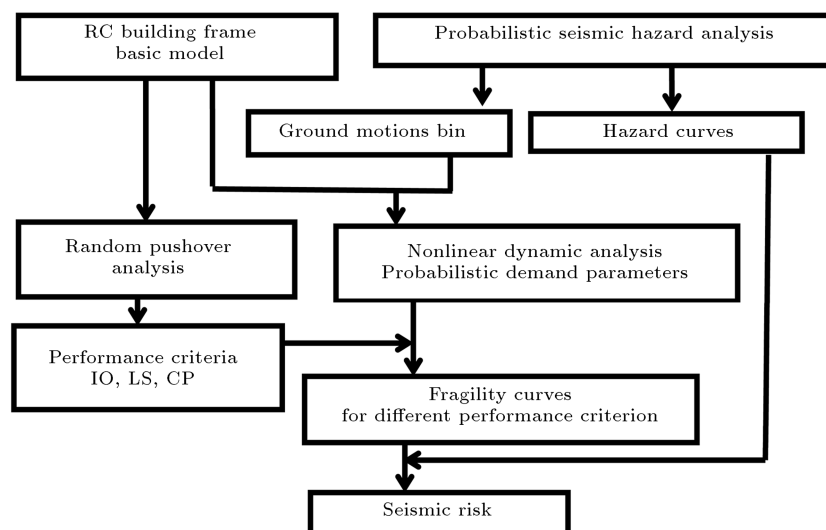 RC building frame
basic model
Probabilistic seismic hazard analysis
Ground motions bin
Hazard curves
Random pushover
analysis
Nonlinear dynamic analysis
Probabilistic demand parameters
Performance criteria
IO, LS, CP
Fragility curves
for different performance criterion
Seismic risk